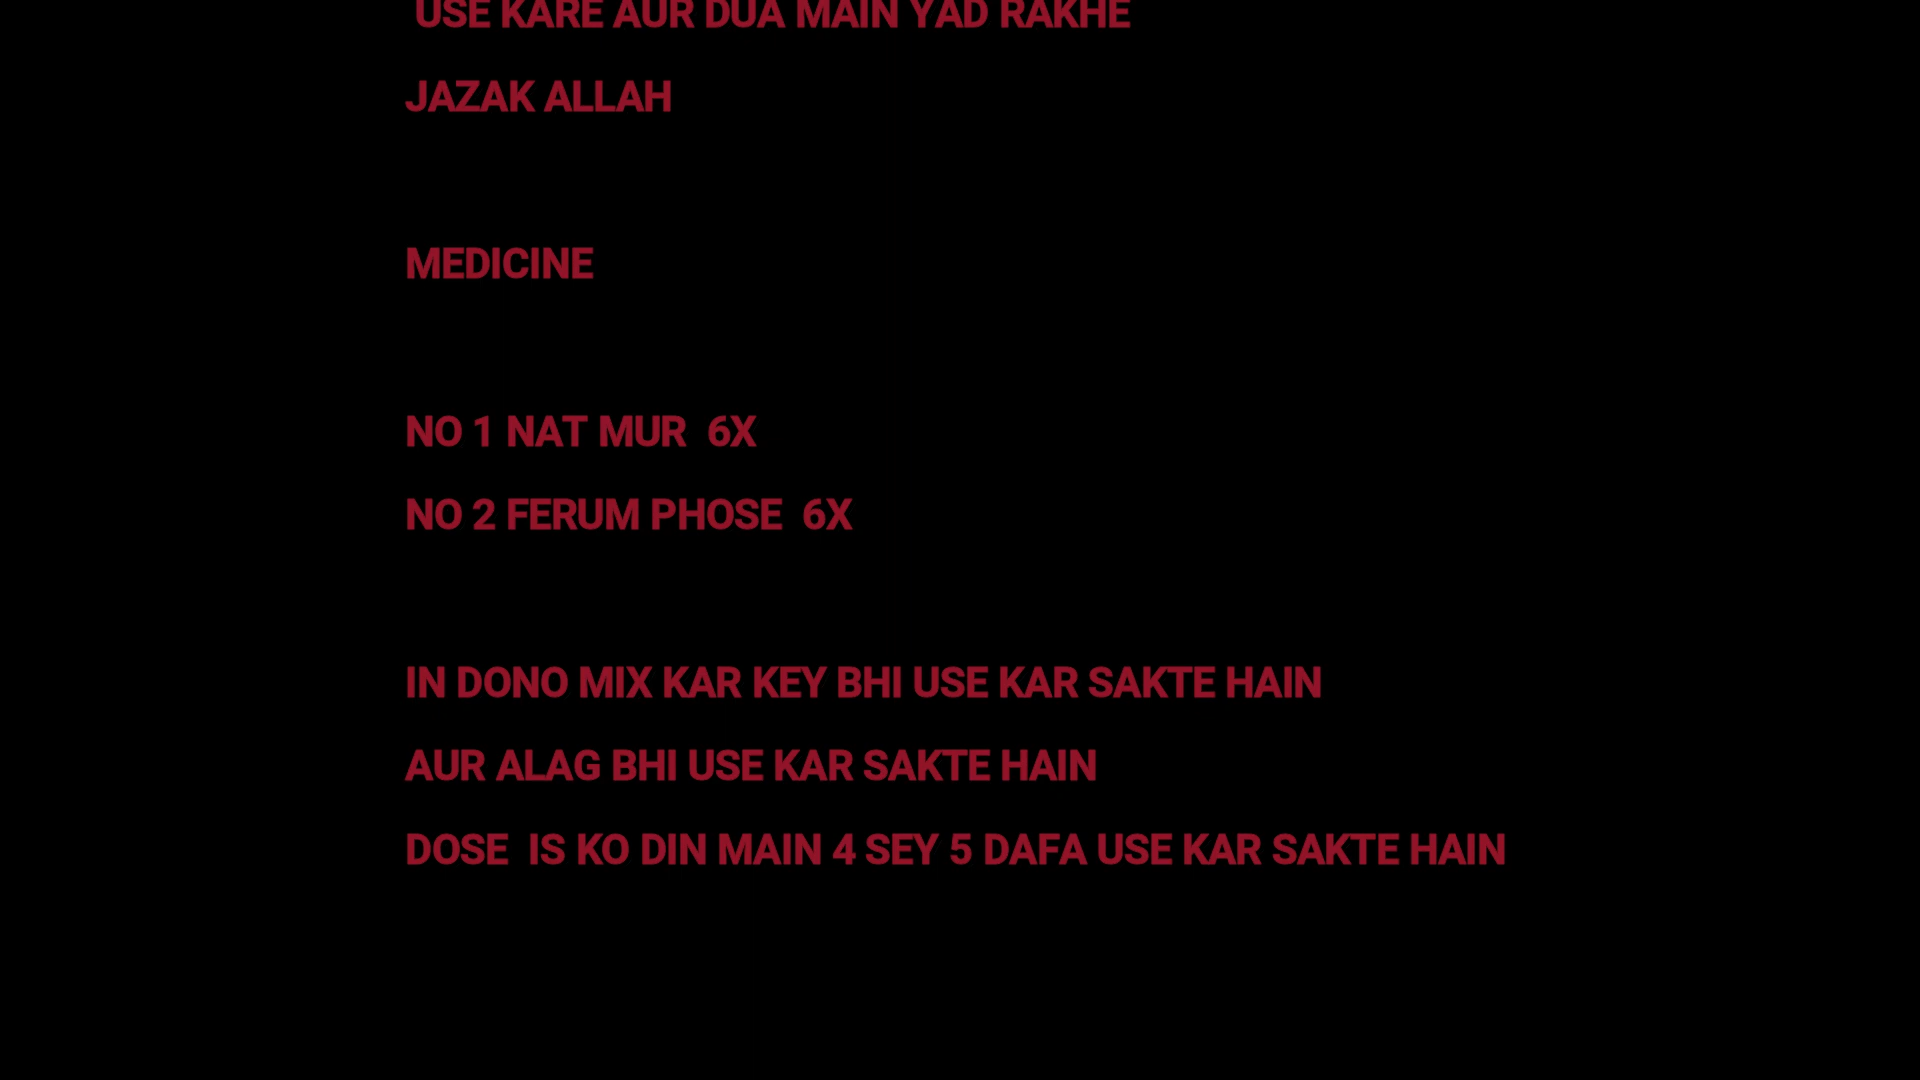 USE KARE AUR DUA MAIN YAD RAKHE
JAZAK ALLAH
MEDICINE
NO 1 NAT MUR 6X
NO 2 FERUM PHOSE 6X
IN DONO MIX KAR KEY BHI USE KAR SAKTE HAIN
AUR ALAG BHI USE KAR SAKTE HAIN
DOSE IS KO DIN MAIN 4 SEY 5 DAFA USE KAR SAKTE HAIN